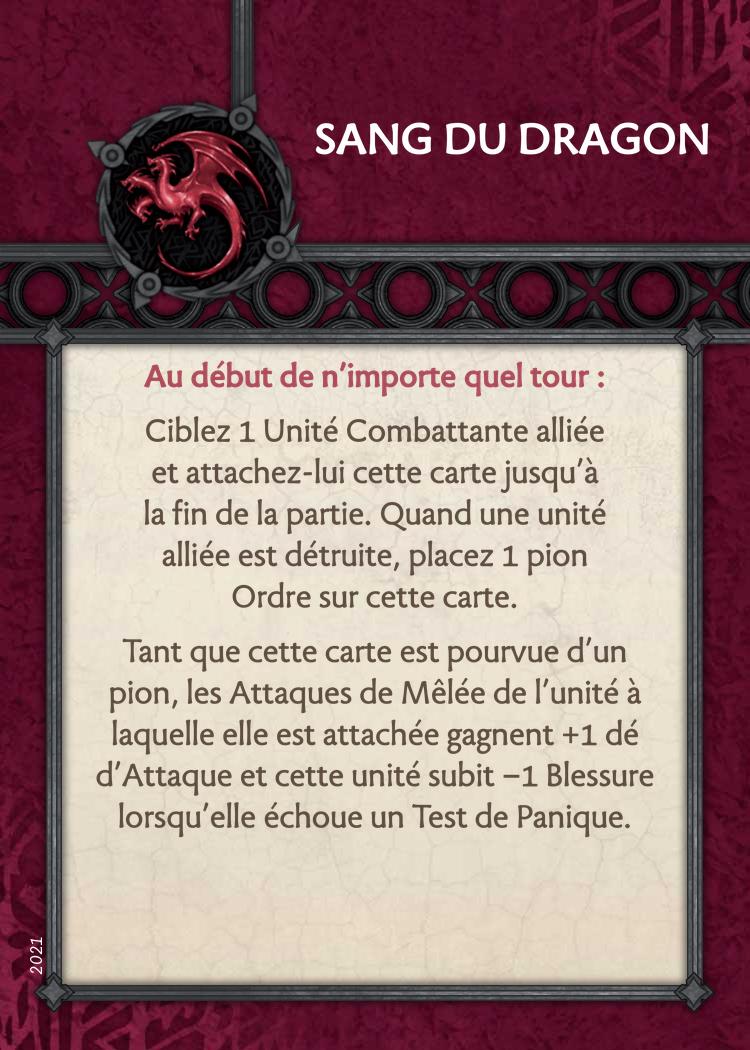 SANG DU DRAGON
Au début de n’importe quel tour :
Ciblez 1 Unité Combattante alliée
et attachez-lui cette carte jusqu’à
la fin de la partie. Quand une unité
alliée est détruite, placez 1 pion
Ordre sur cette carte.
Tant que cette carte est pourvue d’un
pion, les Attaques de Mêlée de l’unité à
laquelle elle est attachée gagnent +1 dé
d’Attaque et cette unité subit −1 Blessure
lorsqu’elle échoue un Test de Panique.
2021